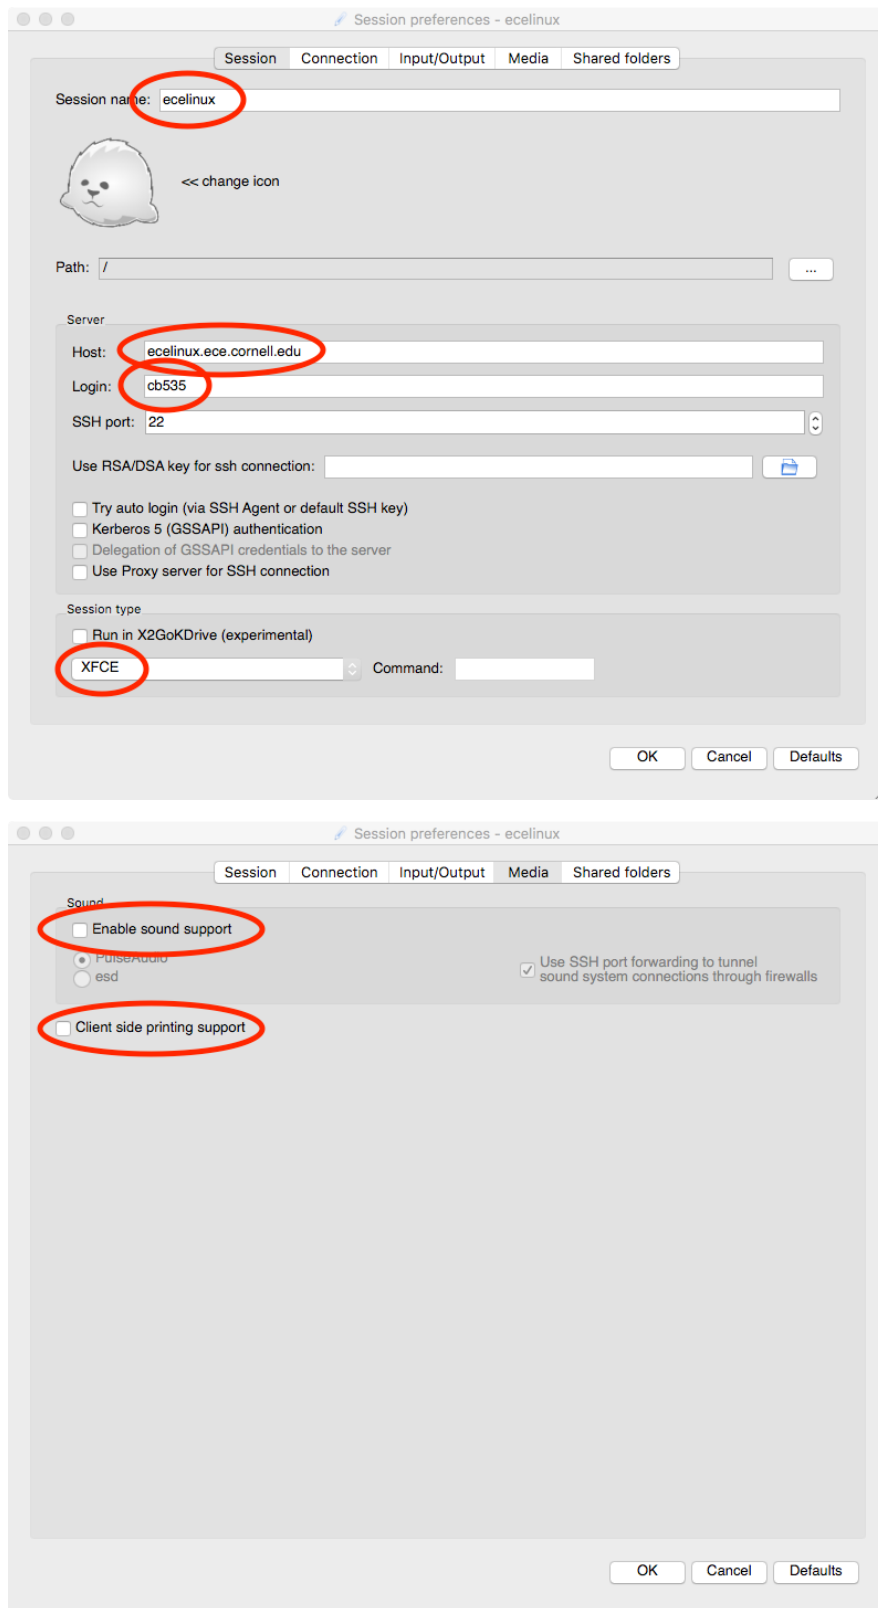 Session preferences - ecelinux
Session Connection Input/Output Media Shared folders
Session name: ecelinux
<< change icon
Path: /
...
Server
Host: ecelinux.ece.cornell.edu
Login: cb535
SSH port: 22
Use RSA/DSA key for ssh connection:
Try auto login (via SSH Agent or default SSH key)
Kerberos 5 (GSSAPI) authentication
Delegation of GSSAPI credentials to the server
Use Proxy server for SSH connection
Session type
Run in X2GoKDrive (experimental)
XFCE Command:
OK Cancel Defaults
Session preferences - ecelinux
Session Connection Input/Output Media Shared folders
Sound
Enable sound support
PulseAudio
esd
Use SSH port forwarding to tunnel
sound system connections through firewalls
Client side printing support
OK Cancel Defaults